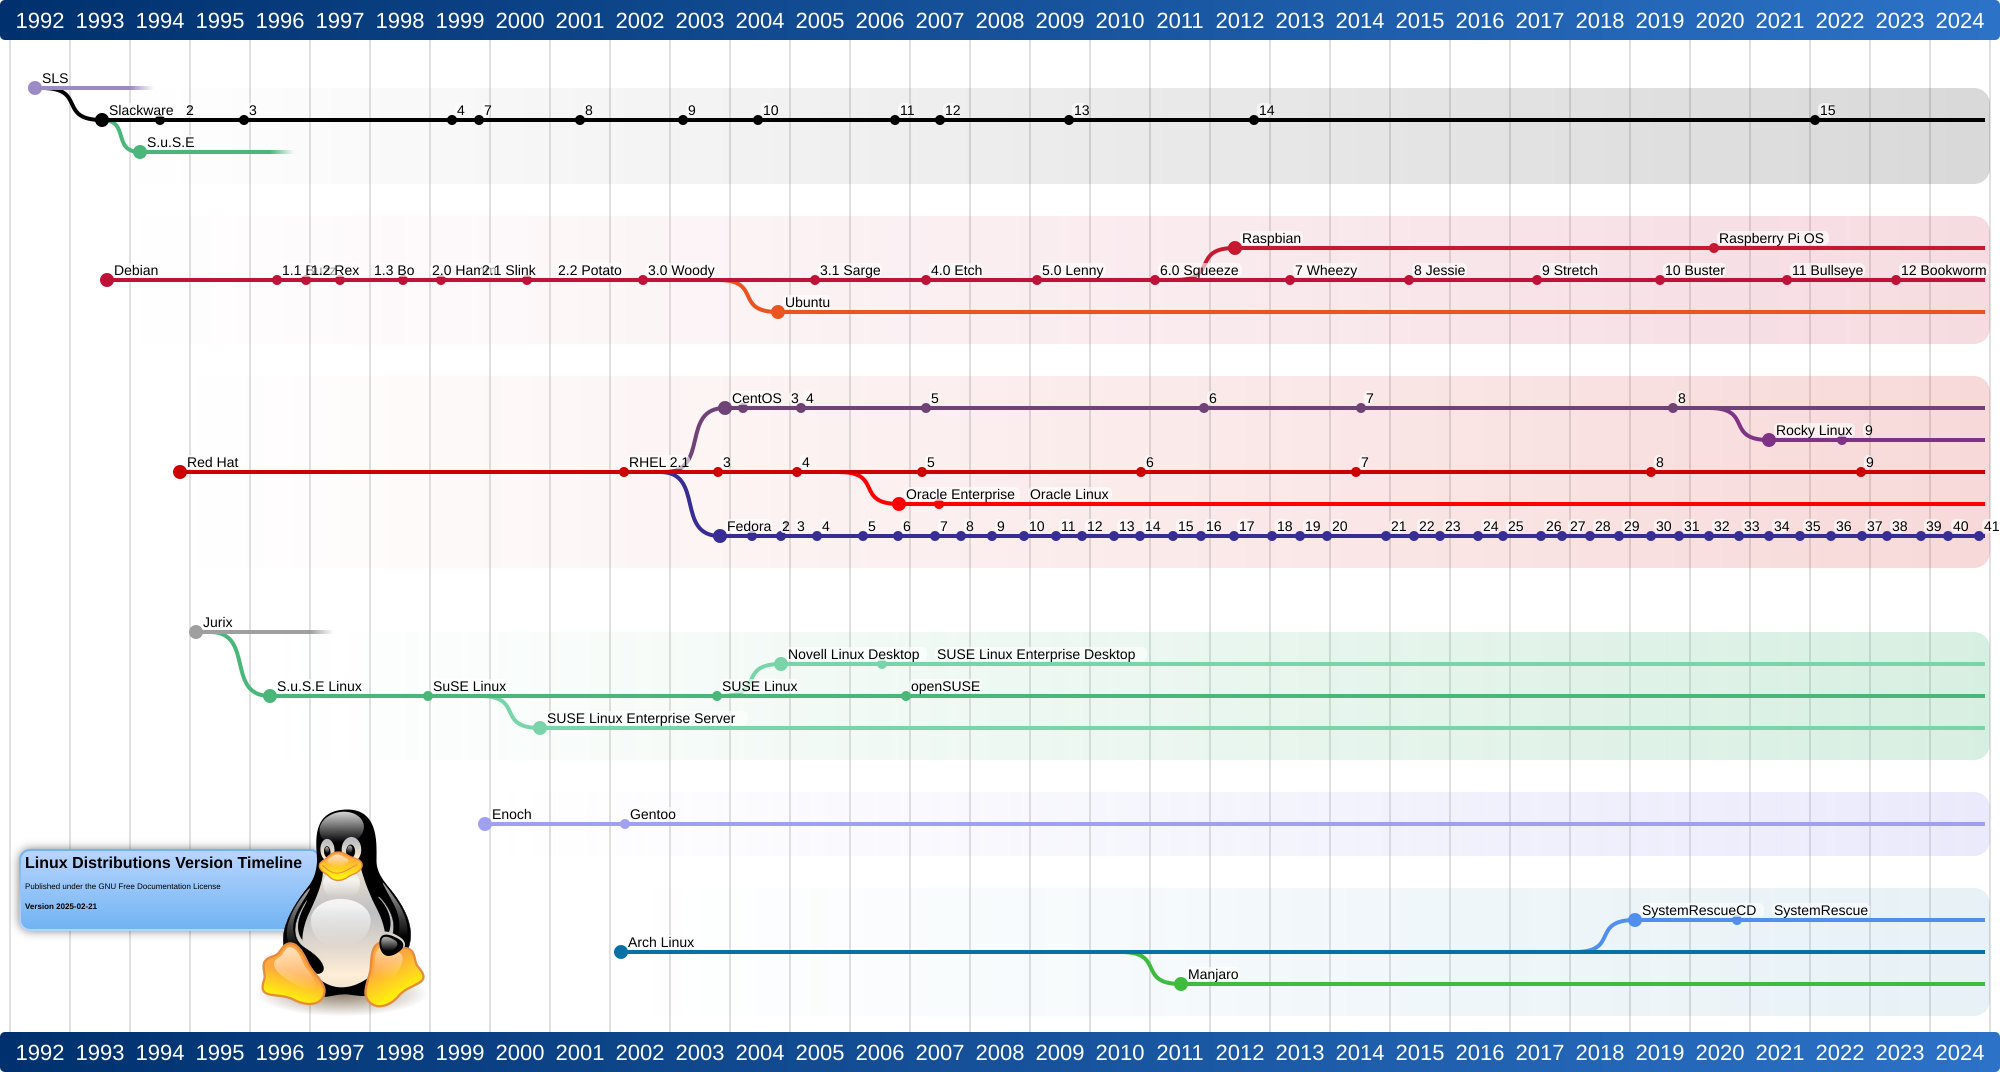 1992 1993 1994 1995 1996 1997 1998 1999 2000 2001 2002 2003 2004 2005 2006 2007 2008 2009 2010 2011 2012 2013 2014 2015 2016 2017 2018 2019 2020 2021 2022 2023 2024
SLS
Slackware 2 3 4 7 8 9 10 11 12 13 14 15
S.u.S.E
Raspbian Raspberry Pi OS
Debian 1.1 1.2 Rex 1.3 Bo 2.0 2.1 Slink 2.2 Potato 3.0 Woody 3.1 Sarge 4.0 Etch 5.0 Lenny 6.0 Squeeze 7 Wheezy 8 Jessie 9 Stretch 10 Buster 11 Bullseye 12 Bookworm
Ubuntu
CentOS 3 4 5 6 7 8
Rocky Linux 9
Red Hat RHEL 2.1 3 4 5 6 7 8 9
Oracle Enterprise Oracle Linux
Fedora 2 3 4 5 6 7 8 9 10 11 12 13 14 15 16 17 18 19 20 21 22 23 24 25 26 27 28 29 30 31 32 33 34 35 36 37 38 39 40 41
Jurix
Novell Linux Desktop SUSE Linux Enterprise Desktop
S.u.S.E Linux SuSE Linux SUSE Linux openSUSE
SUSE Linux Enterprise Server
Enoch Gentoo
Linux Distributions Version Timeline
Published under the GNU Free Documentation License
Version 2025-02-21
SystemRescueCD SystemRescue
Arch Linux
Manjaro
1992 1993 1994 1995 1996 1997 1998 1999 2000 2001 2002 2003 2004 2005 2006 2007 2008 2009 2010 2011 2012 2013 2014 2015 2016 2017 2018 2019 2020 2021 2022 2023 2024